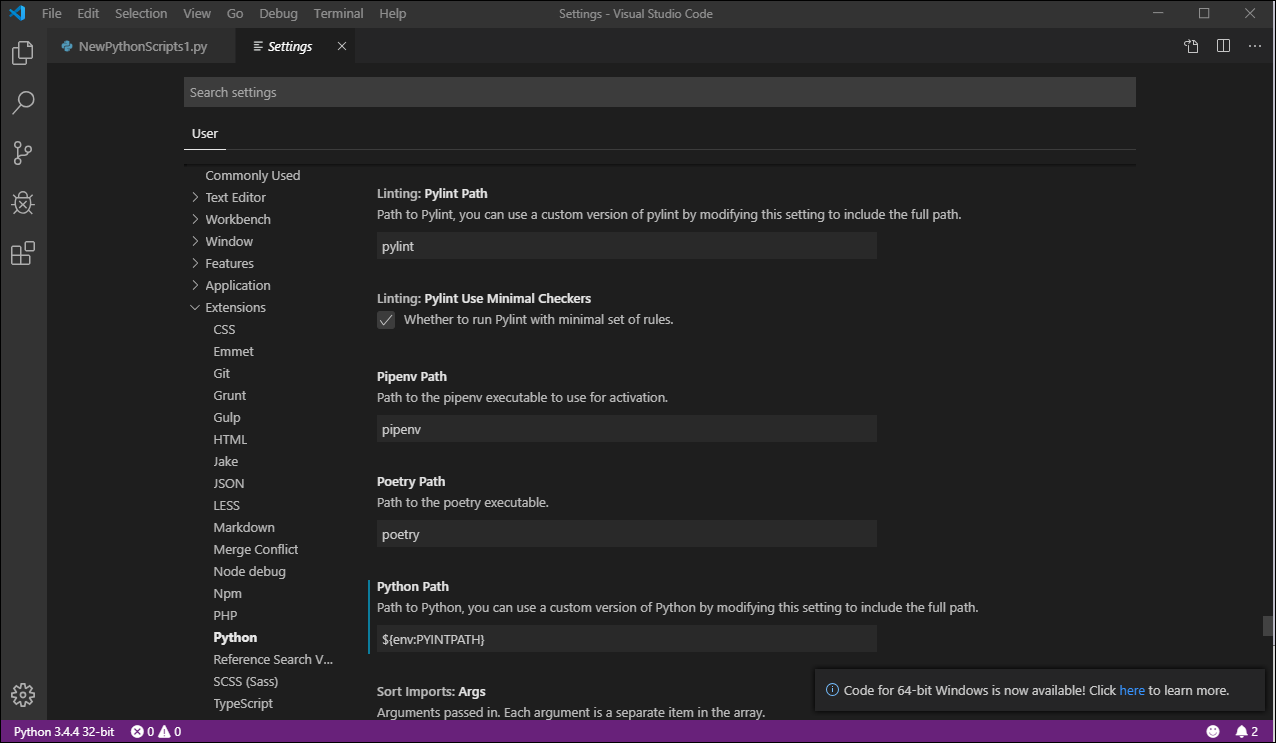 File Edit Selection View Go Debug Terminal Help Settings - Visual Studio Code
NewPythonScripts1.py Settings
Search settings
User
Commonly Used
Text Editor
Workbench
Window
Features
Application
Extensions
CSS
Emmet
Git
Grunt
Gulp
HTML
Jake
JSON
LESS
Markdown
Merge Conflict
Node debug
Npm
PHP
Python
Reference Search V...
SCSS (Sass)
TypeScript
Linting: Pylint Path
Path to Pylint, you can use a custom version of pylint by modifying this setting to include the full path.
pylint
Linting: Pylint Use Minimal Checkers
Whether to run Pylint with minimal set of rules.
Pipenv Path
Path to the pipenv executable to use for activation.
pipenv
Poetry Path
Path to the poetry executable.
poetry
Python Path
Path to Python, you can use a custom version of Python by modifying this setting to include the full path.
${env:PYINTPATH}
Sort Imports: Args
Arguments passed in. Each argument is a separate item in the array.
Code for 64-bit Windows is now available! Click here to learn more.
Python 3.4.4 32-bit 0 0 2